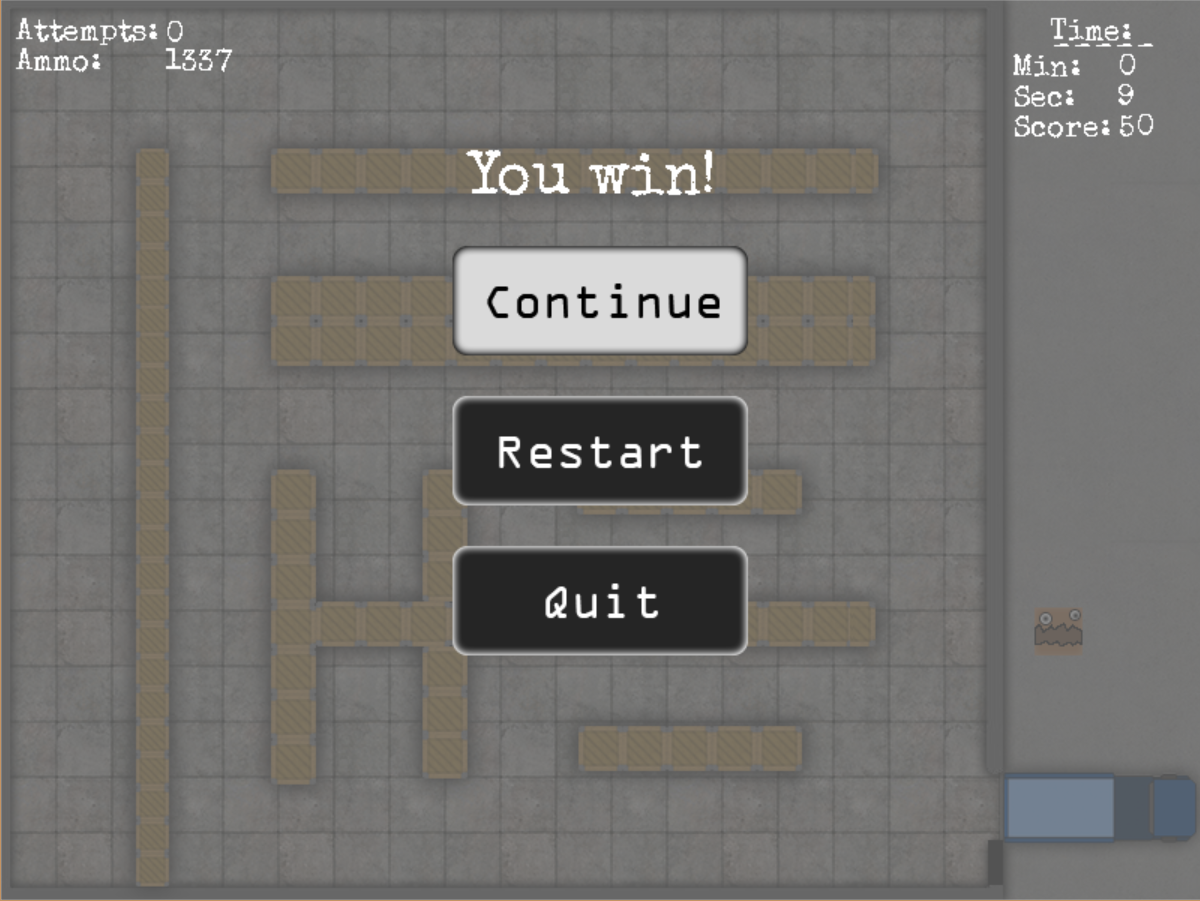 Attempts: 0
Ammo: 1337
Time:
Min: 0
Sec: 9
Score: 50
You win!
Continue
Restart
Quit